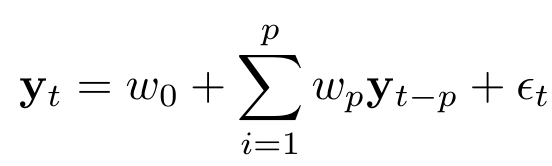 $\mathbf{y}_t = w_0 + \sum_{i=1}^{p} w_p \mathbf{y}_{t-p} + \epsilon_t$